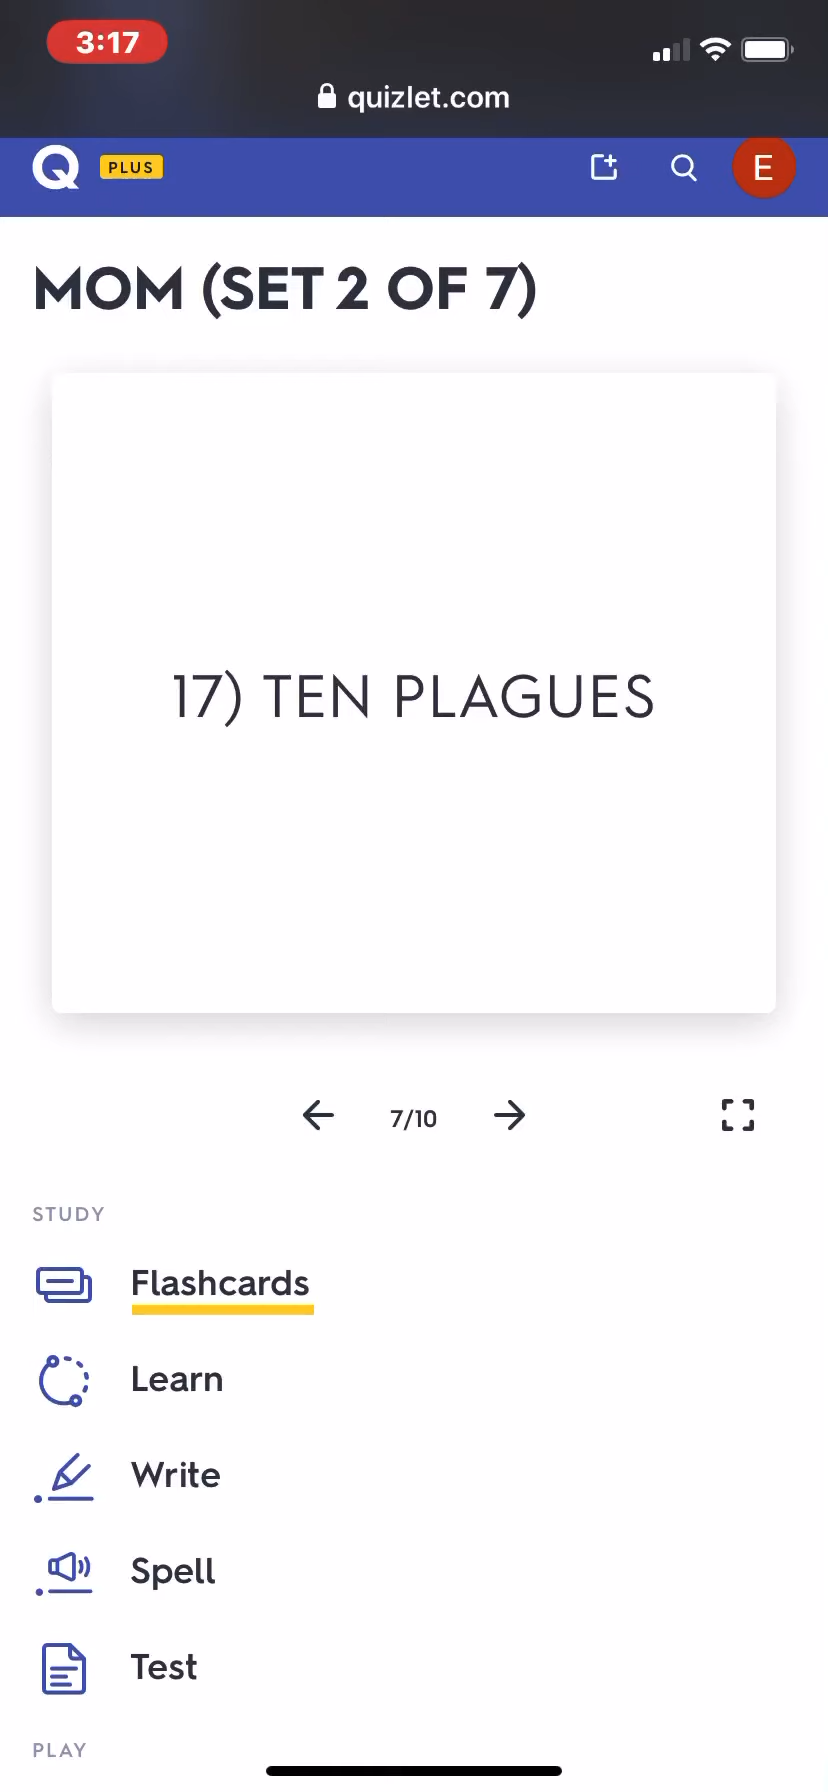 3:17
quizlet.com
Q PLUS E
MOM (SET 2 OF 7)
17) TEN PLAGUES
7/10
STUDY
Flashcards
Learn
Write
Spell
Test
PLAY